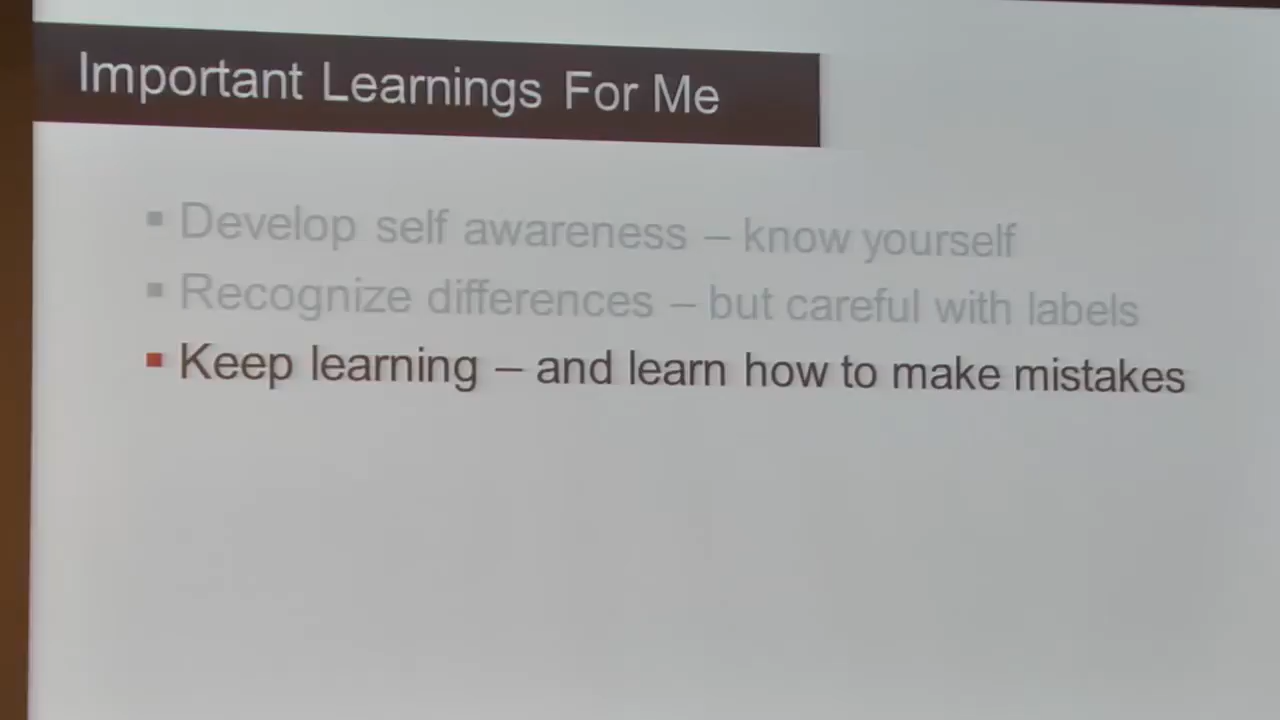 Important Learnings For Me
▪ Develop self awareness – know yourself
▪ Recognize differences – but careful with labels
▪ Keep learning – and learn how to make mistakes